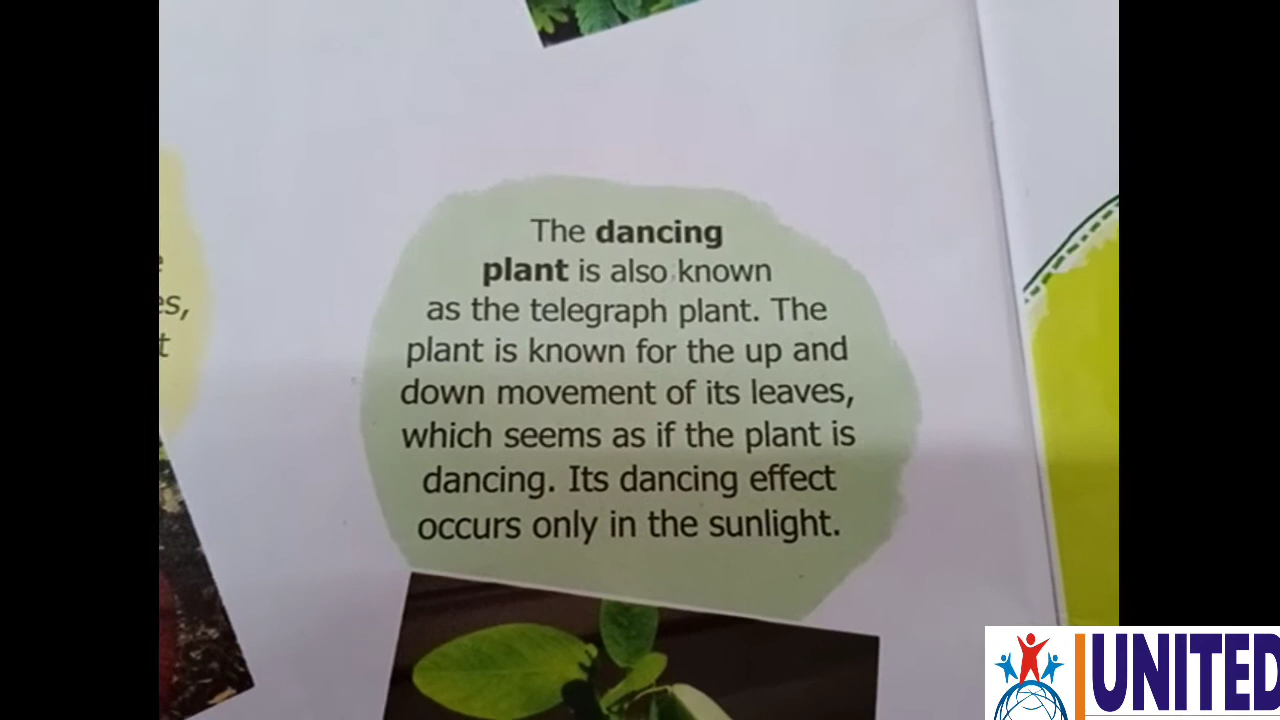 The dancing
plant is also known
as the telegraph plant. The
plant is known for the up and
down movement of its leaves,
which seems as if the plant is
dancing. Its dancing effect
occurs only in the sunlight.
es,
t
UNITED